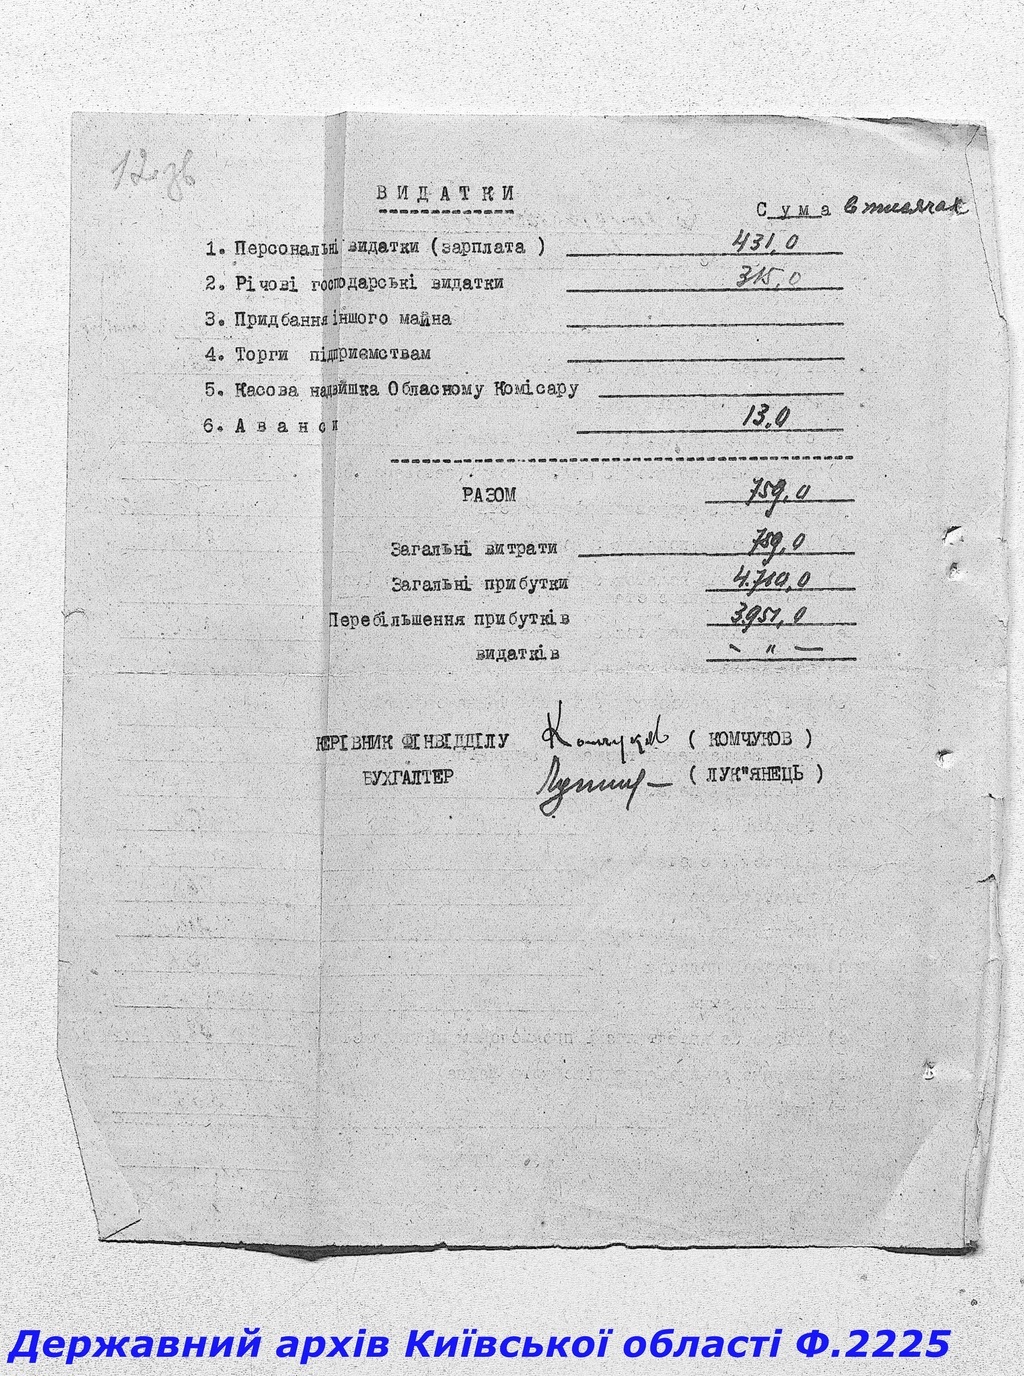 12 зв
ВИДАТКИ
Сума в тисячах
1. Персональні видатки (зарплата ) 431,0
2. Річові господарські видатки 315,0
3. Придбання іншого майна
4. Торги підприємствам
5. Касова надвйшка Обласному Комісару
6. Аванси 13,0
РАЗОМ 759,0
Загальні витрати 759,0
Загальні прибутки 4.710,0
Перебільшення прибутків 3.951,0
видатків — " —
КЕРІВНИК ФІНВІДДІЛУ Комчуков ( КОМЧУКОВ )
БУХГАЛТЕР ( ЛУК"ЯНЕЦЬ )
Державний архів Київської області Ф.2225